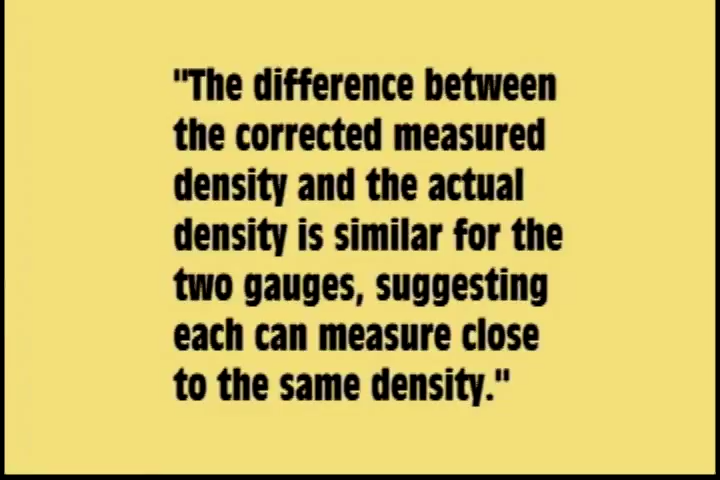 "The difference between
the corrected measured
density and the actual
density is similar for the
two gauges, suggesting
each can measure close
to the same density."